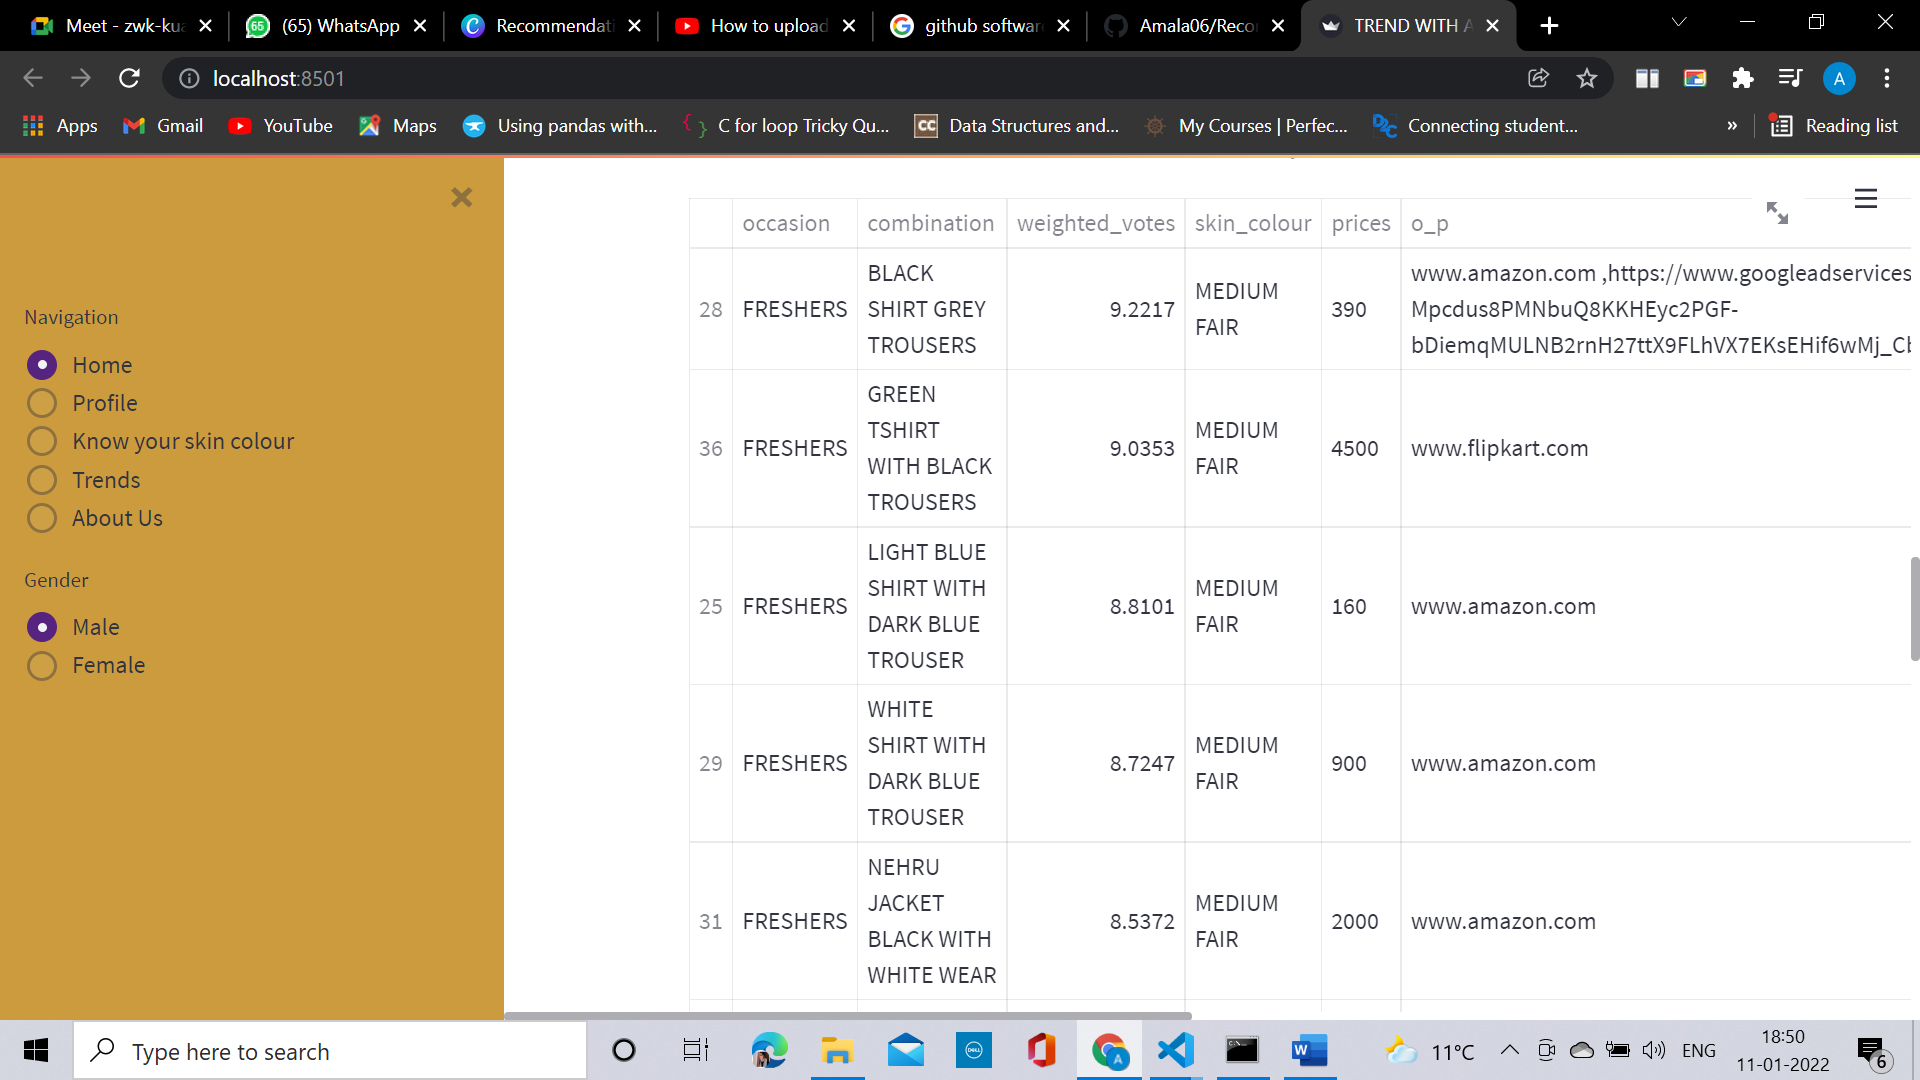 Meet - zwk-kua
(65) WhatsApp
Recommendati
How to upload
github softwar
Amala06/Reco
TREND WITH A
localhost:8501
A
Apps
Gmail
YouTube
Maps
Using pandas with...
C for loop Tricky Qu...
Data Structures and...
My Courses | Perfec...
Connecting student...
»
Reading list
Navigation
Home
Profile
Know your skin colour
Trends
About Us
Gender
Male
Female
occasion combination weighted_votes skin_colour prices o_p
28 FRESHERS BLACK SHIRT GREY TROUSERS 9.2217 MEDIUM FAIR 390 www.amazon.com ,https://www.googleadservices
Mpcdus8PMNbuQ8KKHEyc2PGF-
bDiemqMULNB2rnH27ttX9FLhVX7EKsEHif6wMj_Cb
36 FRESHERS GREEN TSHIRT WITH BLACK TROUSERS 9.0353 MEDIUM FAIR 4500 www.flipkart.com
25 FRESHERS LIGHT BLUE SHIRT WITH DARK BLUE TROUSER 8.8101 MEDIUM FAIR 160 www.amazon.com
29 FRESHERS WHITE SHIRT WITH DARK BLUE TROUSER 8.7247 MEDIUM FAIR 900 www.amazon.com
31 FRESHERS NEHRU JACKET BLACK WITH WHITE WEAR 8.5372 MEDIUM FAIR 2000 www.amazon.com
Type here to search
11°C
ENG
18:50
11-01-2022
6